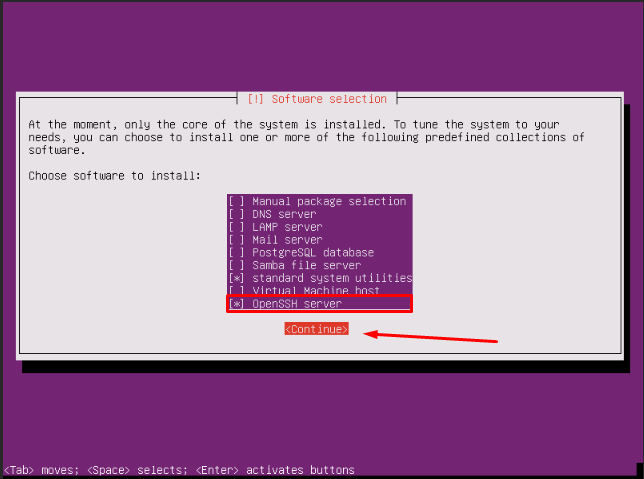 [!] Software selection
At the moment, only the core of the system is installed. To tune the system to your
needs, you can choose to install one or more of the following predefined collections of
software.
Choose software to install:
[ ] Manual package selection
[ ] DNS server
[ ] LAMP server
[ ] Mail server
[ ] PostgreSQL database
[ ] Samba file server
[*] standard system utilities
[ ] Virtual Machine host
[*] OpenSSH server
<Continue>
<Tab> moves; <Space> selects; <Enter> activates buttons